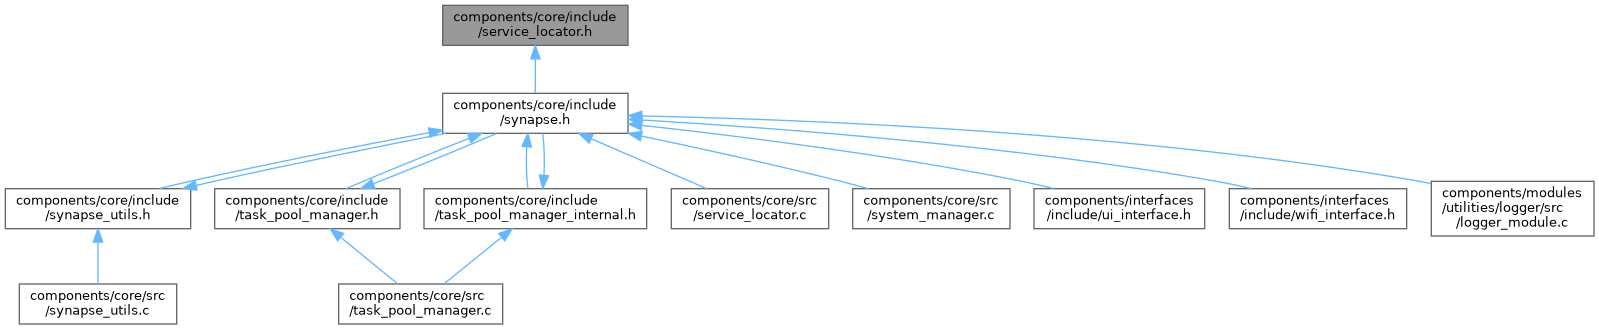 components/core/include
/service_locator.h
components/core/include
/synapse.h
components/core/include
/synapse_utils.h
components/core/include
/task_pool_manager.h
components/core/include
/task_pool_manager_internal.h
components/core/src
/service_locator.c
components/core/src
/system_manager.c
components/interfaces
/include/ui_interface.h
components/interfaces
/include/wifi_interface.h
components/modules
/utilities/logger/src
/logger_module.c
components/core/src
/synapse_utils.c
components/core/src
/task_pool_manager.c